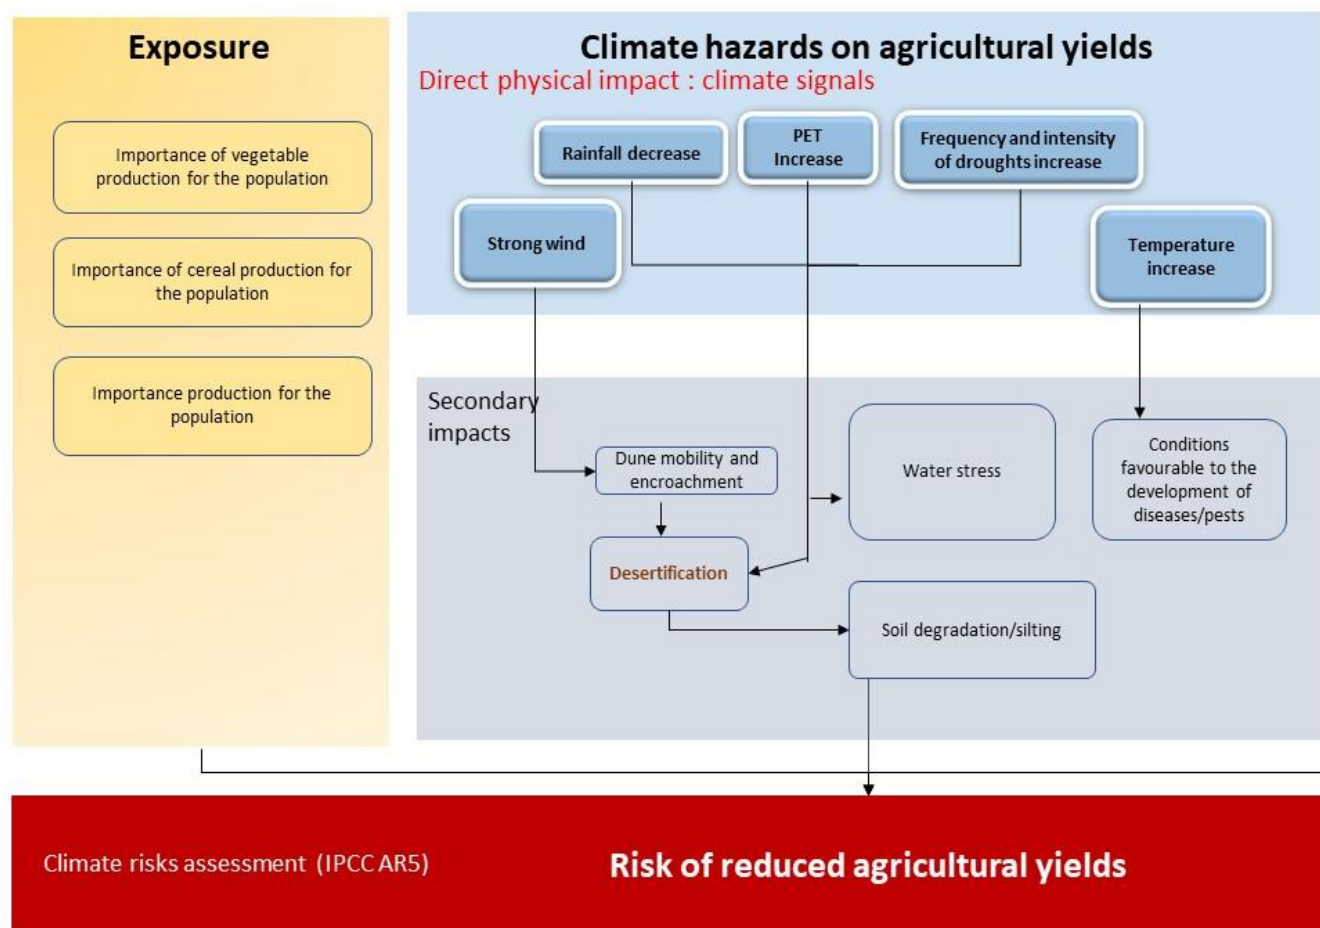 Exposure
Importance of vegetable
production for the population
Importance of cereal production for
the population
Importance production for the
population
Climate hazards on agricultural yields
Direct physical impact : climate signals
Rainfall decrease
PET
Increase
Frequency and intensity
of droughts increase
Strong wind
Temperature
increase
Secondary
impacts
Dune mobility and
encroachment
Water stress
Conditions
favourable to the
development of
diseases/pests
Desertification
Soil degradation/silting
Climate risks assessment (IPCC AR5)
Risk of reduced agricultural yields